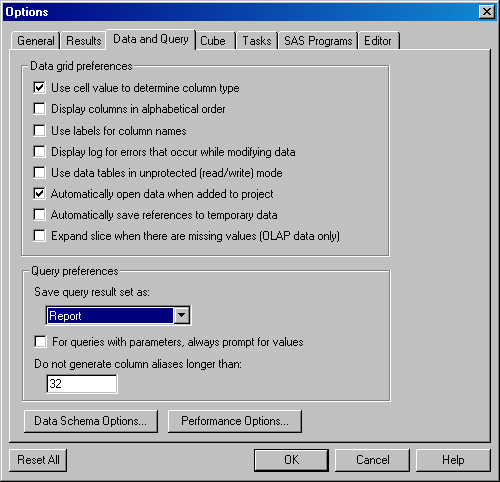 Options
General Results Data and Query Cube Tasks SAS Programs Editor
Data grid preferences
Use cell value to determine column type
Display columns in alphabetical order
Use labels for column names
Display log for errors that occur while modifying data
Use data tables in unprotected (read/write) mode
Automatically open data when added to project
Automatically save references to temporary data
Expand slice when there are missing values (OLAP data only)
Query preferences
Save query result set as:
Report
For queries with parameters, always prompt for values
Do not generate column aliases longer than:
32
Data Schema Options... Performance Options...
Reset All OK Cancel Help